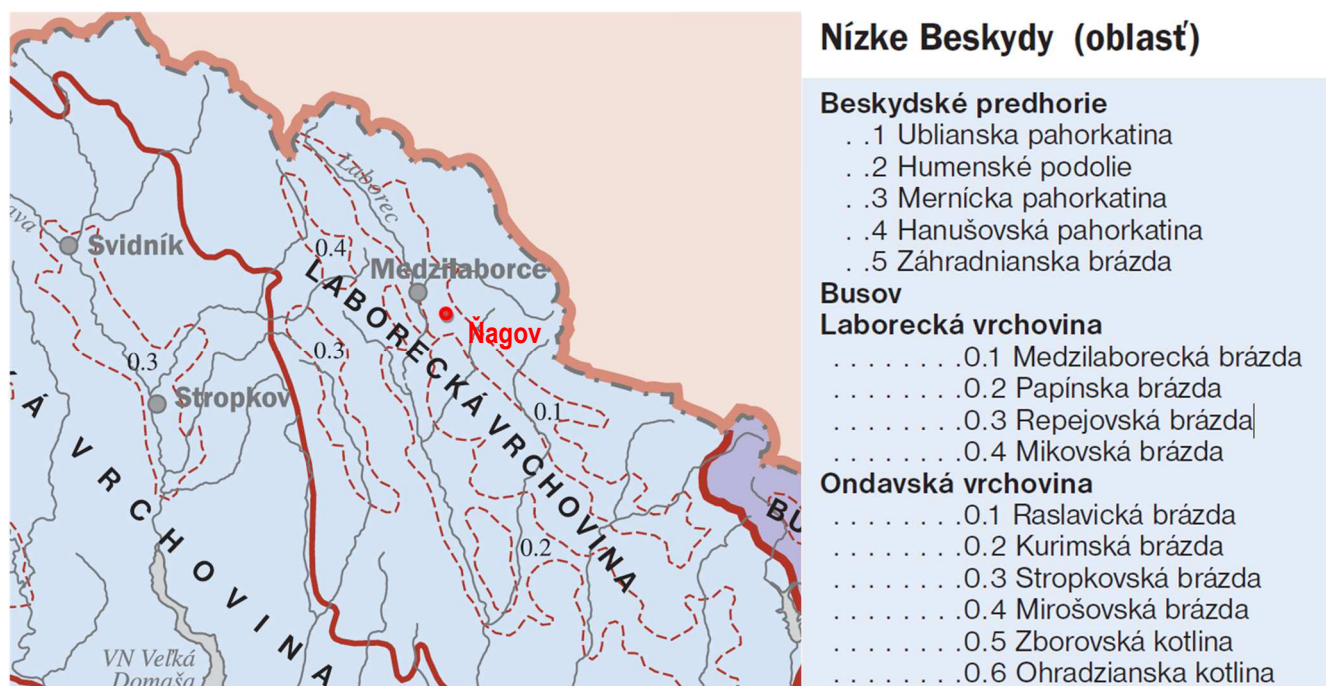 Laborec
ava
Svidník
0.4
Medzilaborce
LABORECKÁ VRCHOVINA
Ňagov
0.3
0.3
Stropkov
0.1
Á VRCHOVINA
BU
0.2
VN Veľká
Domaša
Nízke Beskydy (oblasť)
Beskydské predhorie
. .1 Ublianska pahorkatina
. .2 Humenské podolie
. .3 Mernícka pahorkatina
. .4 Hanušovská pahorkatina
. .5 Záhradnianska brázda
Busov
Laborecká vrchovina
. . . . . . . .0.1 Medzilaborecká brázda
. . . . . . . .0.2 Papínska brázda
. . . . . . . .0.3 Repejovská brázda
. . . . . . . .0.4 Mikovská brázda
Ondavská vrchovina
. . . . . . . .0.1 Raslavická brázda
. . . . . . . .0.2 Kurimská brázda
. . . . . . . .0.3 Stropkovská brázda
. . . . . . . .0.4 Mirošovská brázda
. . . . . . . .0.5 Zborovská kotlina
. . . . . . . .0.6 Ohradzianska kotlina